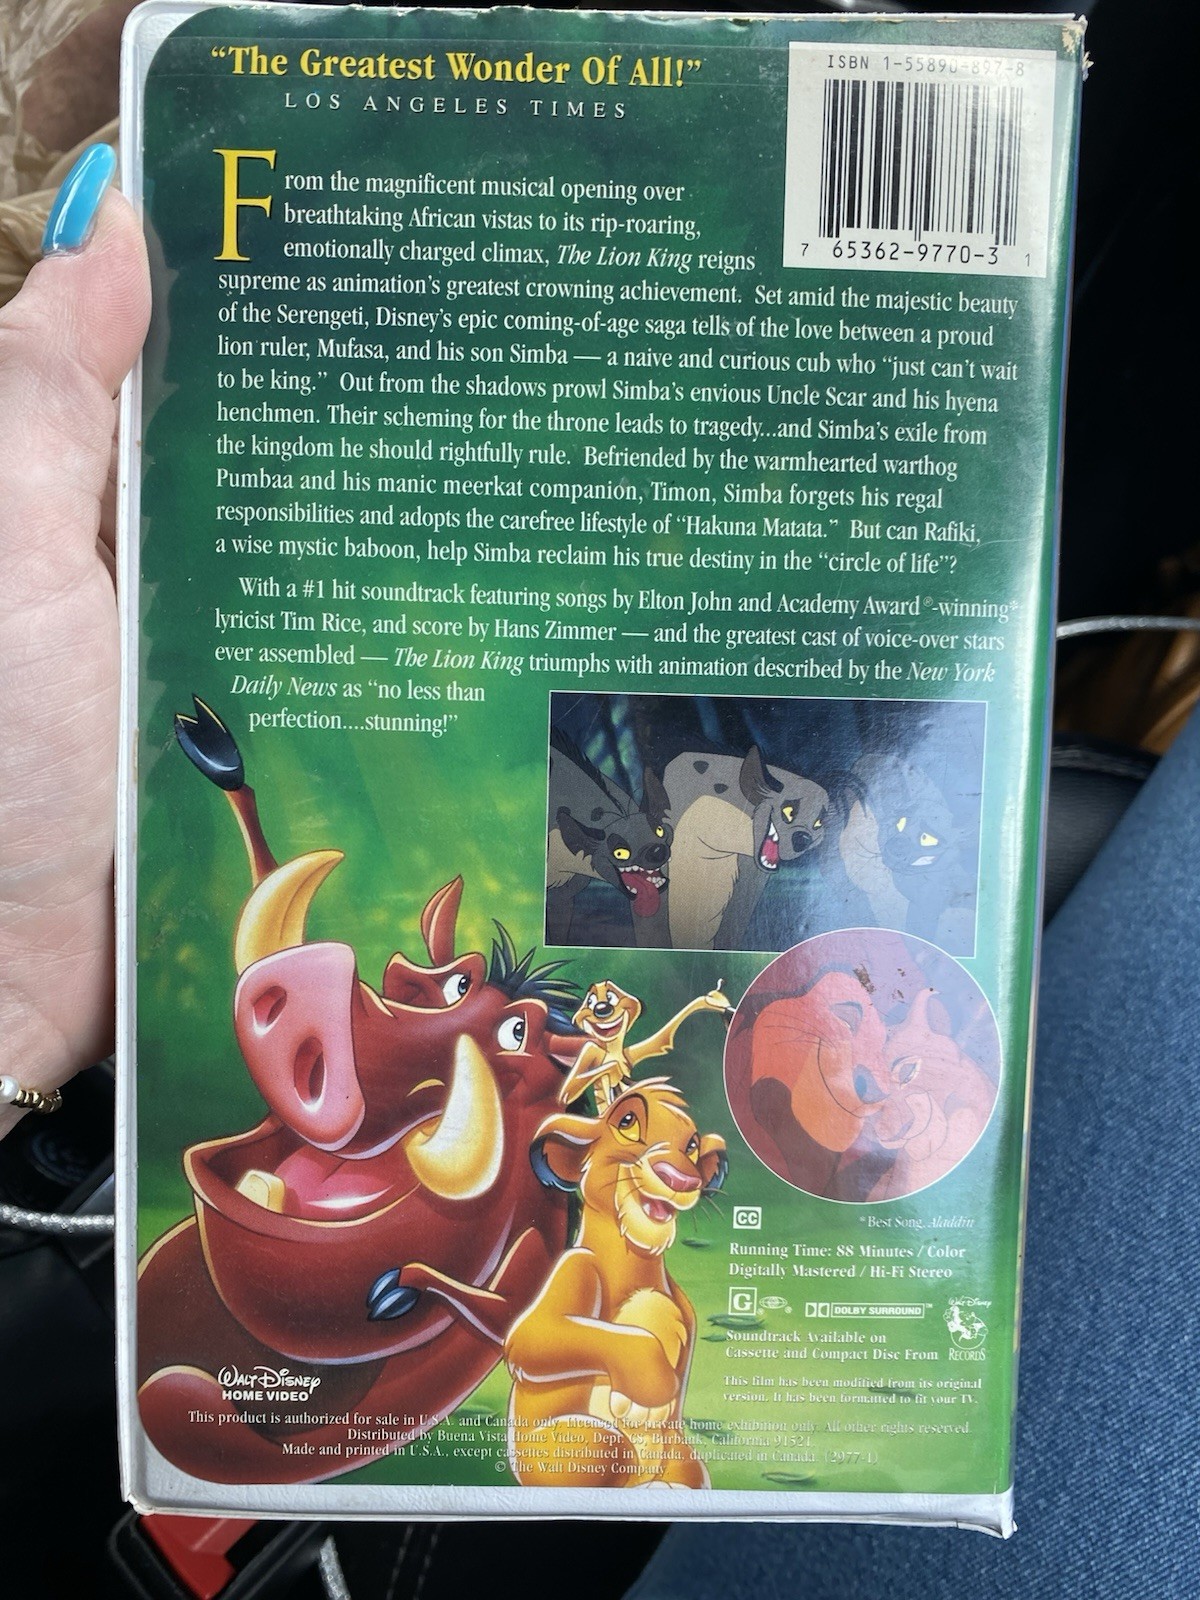 “The Greatest Wonder Of All!”
LOS ANGELES TIMES
ISBN 1-55890-897-8
7 65362-9770-3 1
From the magnificent musical opening over
breathtaking African vistas to its rip-roaring,
emotionally charged climax, The Lion King reigns
supreme as animation’s greatest crowning achievement. Set amid the majestic beauty
of the Serengeti, Disney’s epic coming-of-age saga tells of the love between a proud
lion ruler, Mufasa, and his son Simba — a naive and curious cub who “just can’t wait
to be king.” Out from the shadows prowl Simba’s envious Uncle Scar and his hyena
henchmen. Their scheming for the throne leads to tragedy...and Simba’s exile from
the kingdom he should rightfully rule. Befriended by the warmhearted warthog
Pumbaa and his manic meerkat companion, Timon, Simba forgets his regal
responsibilities and adopts the carefree lifestyle of “Hakuna Matata.” But can Rafiki,
a wise mystic baboon, help Simba reclaim his true destiny in the “circle of life”?
With a #1 hit soundtrack featuring songs by Elton John and Academy Award®-winning*
lyricist Tim Rice, and score by Hans Zimmer — and the greatest cast of voice-over stars
ever assembled — The Lion King triumphs with animation described by the New York
Daily News as “no less than
perfection....stunning!”
CC
*Best Song, Aladdin
Running Time: 88 Minutes / Color
Digitally Mastered / Hi-Fi Stereo
G DOLBY SURROUND™
Soundtrack Available on
Cassette and Compact Disc From
Walt Disney RECORDS
This film has been modified from its original
version. It has been formatted to fit your TV.
WALT DISNEY
HOME VIDEO
This product is authorized for sale in U.S.A. and Canada only. Licensed for private home exhibition only. All other rights reserved.
Distributed by Buena Vista Home Video, Dept. CS, Burbank, California 91521.
Made and printed in U.S.A., except cassettes distributed in Canada, duplicated in Canada. (2977-1)
© The Walt Disney Company